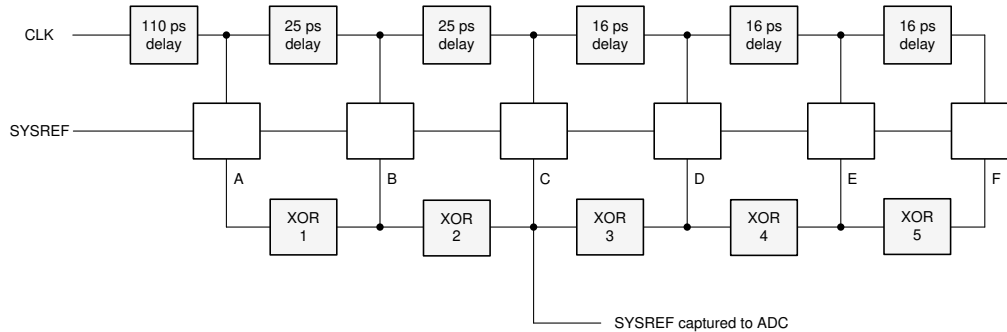 CLK
110 ps
delay
25 ps
delay
25 ps
delay
16 ps
delay
16 ps
delay
16 ps
delay
SYSREF
A
B
C
D
E
F
XOR
1
XOR
2
XOR
3
XOR
4
XOR
5
SYSREF captured to ADC